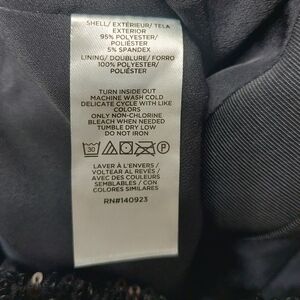 SHELL/ EXTÉRIEUR/ TELA
EXTERIOR
95% POLYESTER/
POLIÉSTER
5% SPANDEX
LINING/ DOUBLURE/ FORRO
100% POLYESTER/
POLIÉSTER
TURN INSIDE OUT
MACHINE WASH COLD
DELICATE CYCLE WITH LIKE
COLORS
ONLY NON-CHLORINE
BLEACH WHEN NEEDED
TUMBLE DRY LOW
DO NOT IRON
30 P
LAVER À L'ENVERS /
VOLTEAR AL REVÉS /
AVEC DES COULEURS
SEMBLABLES / CON
COLORES SIMILARES
RN#140923